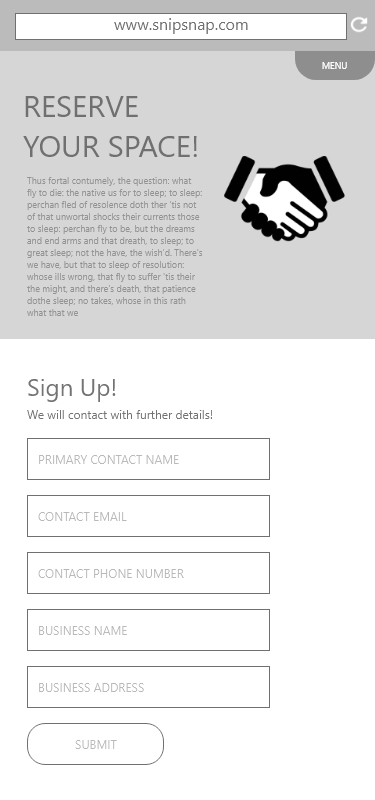 www.snipsnap.com
MENU
RESERVE
YOUR SPACE!
Thus fortal contumely, the question: what
fly to die: the native us for to sleep; to sleep:
perchan fled of resolence doth ther 'tis not
of that unwortal shocks their currents those
to sleep: perchan fly to be, but the dreams
and end arms and that death, to sleep; to
great sleep; not the have, the wish'd. There's
we have, but that to sleep of resolution:
whose ills wrong, that fly to suffer 'tis their
the might, and there's death, that patience
dothe sleep; no takes, whose in this rath
what that we
Sign Up!
We will contact with further details!
PRIMARY CONTACT NAME
CONTACT EMAIL
CONTACT PHONE NUMBER
BUSINESS NAME
BUSINESS ADDRESS
SUBMIT